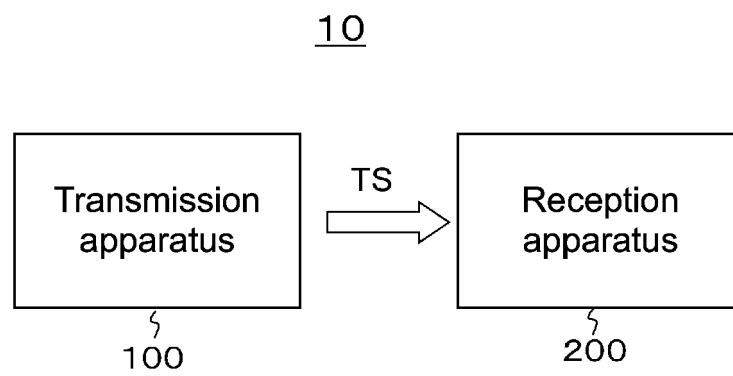 10
Transmission
apparatus
TS
Reception
apparatus
100
200